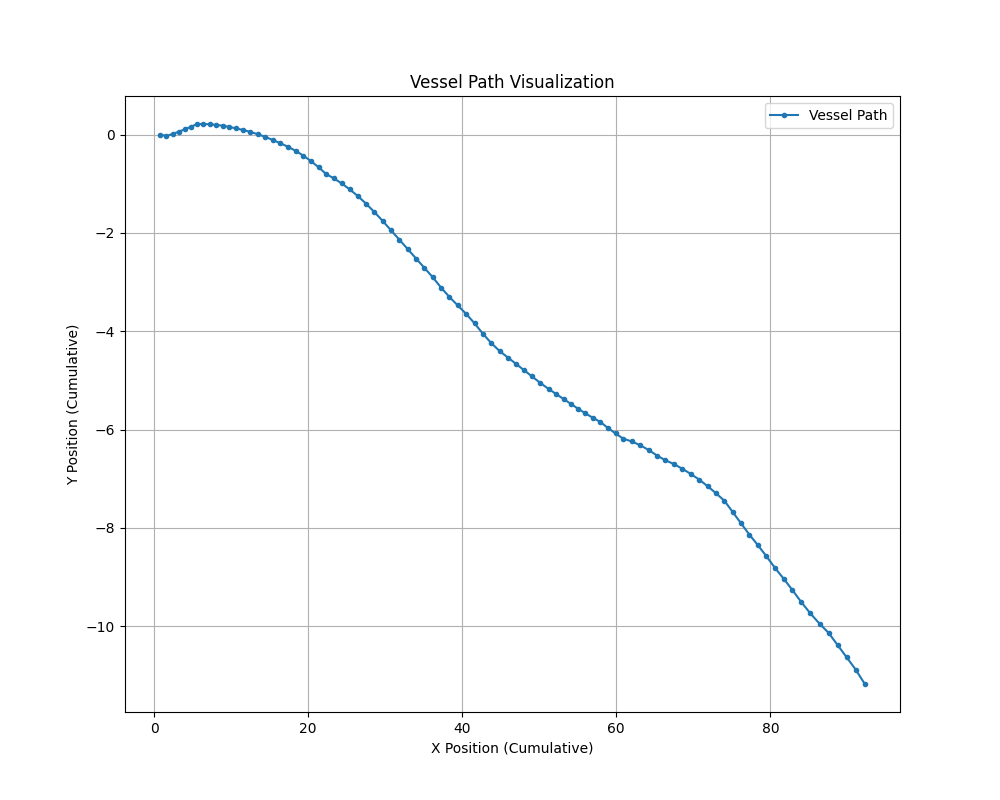 Vessel Path Visualization
Vessel Path
Y Position (Cumulative)
0
−2
−4
−6
−8
−10
0 20 40 60 80
X Position (Cumulative)